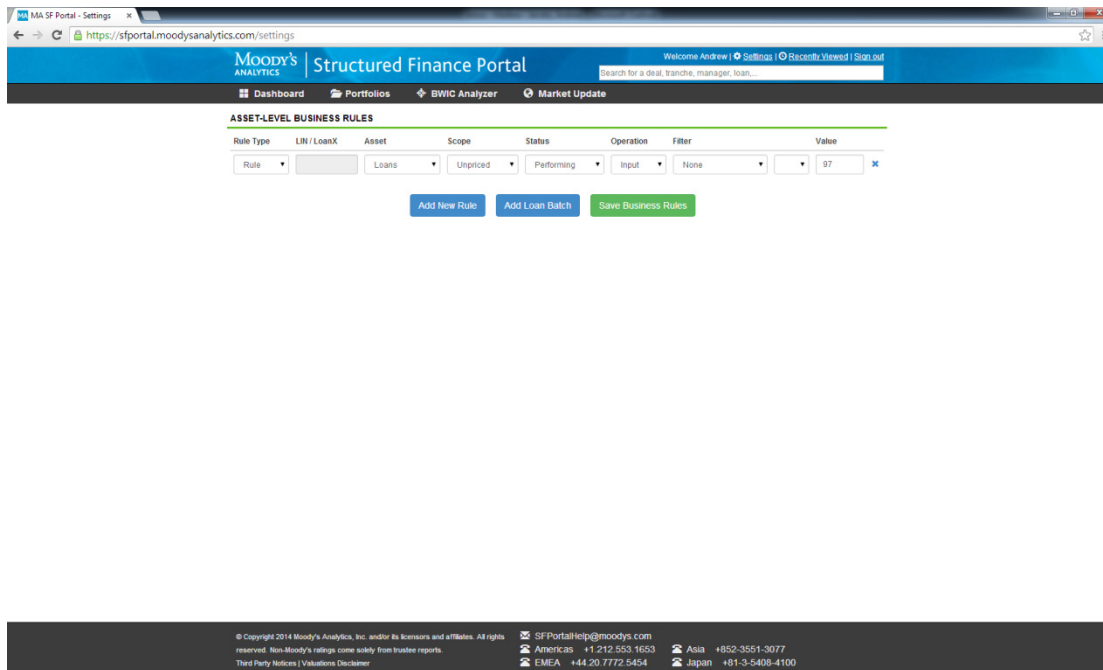 MA MA SF Portal - Settings
https://sfportal.moodysanalytics.com/settings
MOODY'S ANALYTICS Structured Finance Portal
Welcome Andrew | Settings | Recently Viewed | Sign out
Search for a deal, tranche, manager, loan,...
Dashboard Portfolios BWIC Analyzer Market Update
ASSET-LEVEL BUSINESS RULES
Rule Type LIN / LoanX Asset Scope Status Operation Filter Value
Rule Loans Unpriced Performing Input None 97
Add New Rule Add Loan Batch Save Business Rules
© Copyright 2014 Moody's Analytics, Inc. and/or its licensors and affiliates. All rights
reserved. Non-Moody's ratings come solely from trustee reports.
Third Party Notices | Valuations Disclaimer
SFPortalHelp@moodys.com
Americas +1.212.553.1653
EMEA +44.20.7772.5454
Asia +852-3551-3077
Japan +81-3-5408-4100